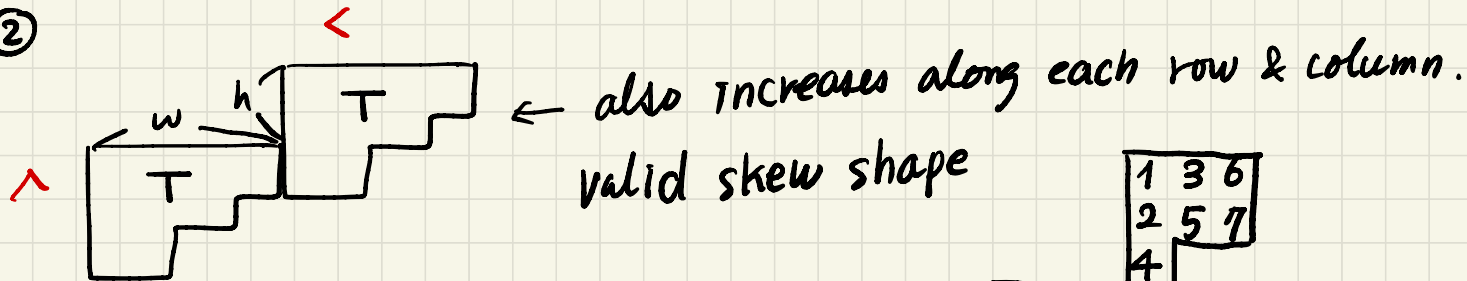 ②
<
h T ← also increases along each row & column.
w
^ T valid skew shape
1 3 6
2 5 7
4